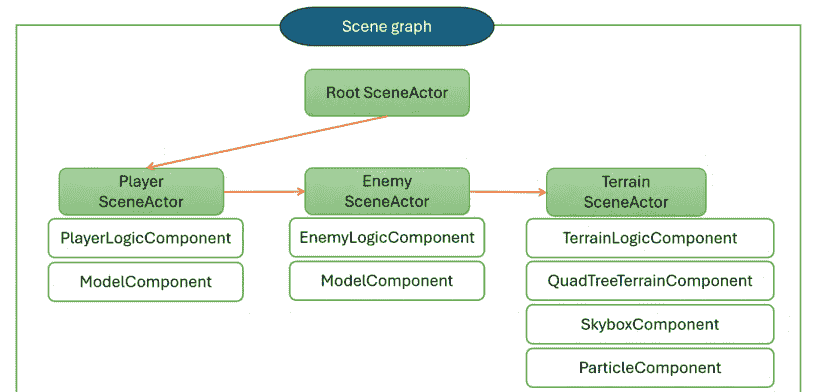 Scene graph
Root SceneActor
Player
SceneActor
Enemy
SceneActor
Terrain
SceneActor
PlayerLogicComponent
EnemyLogicComponent
TerrainLogicComponent
ModelComponent
ModelComponent
QuadTreeTerrainComponent
SkyboxComponent
ParticleComponent